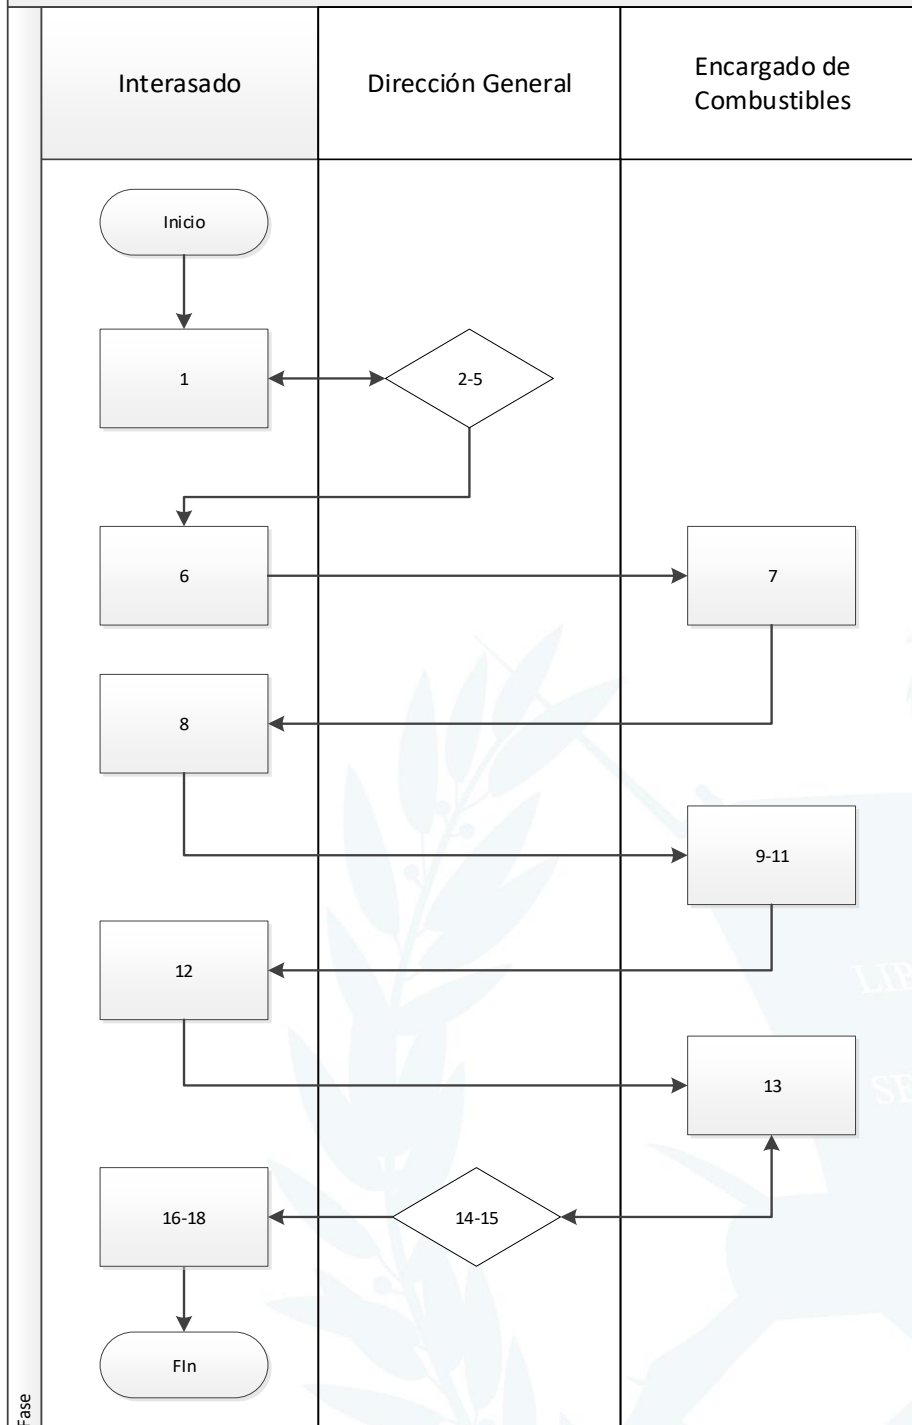 Interasado
Dirección General
Encargado de
Combustibles
Inicio
1
2-5
6
7
8
9-11
12
13
16-18
14-15
FIn
Fase